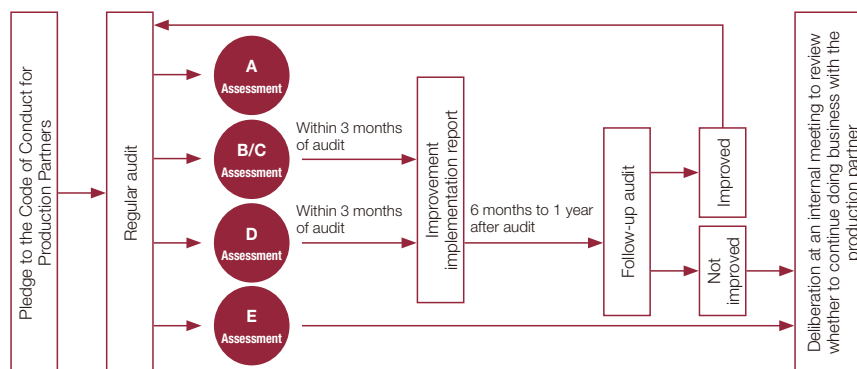 Pledge to the Code of Conduct for
Production Partners
Regular audit
A
Assessment
B/C
Assessment
D
Assessment
E
Assessment
Within 3 months
of audit
Within 3 months
of audit
Improvement
implementation report
6 months to 1 year
after audit
Follow-up audit
Improved
Not
improved
Deliberation at an internal meeting to review
whether to continue doing business with the
production partner